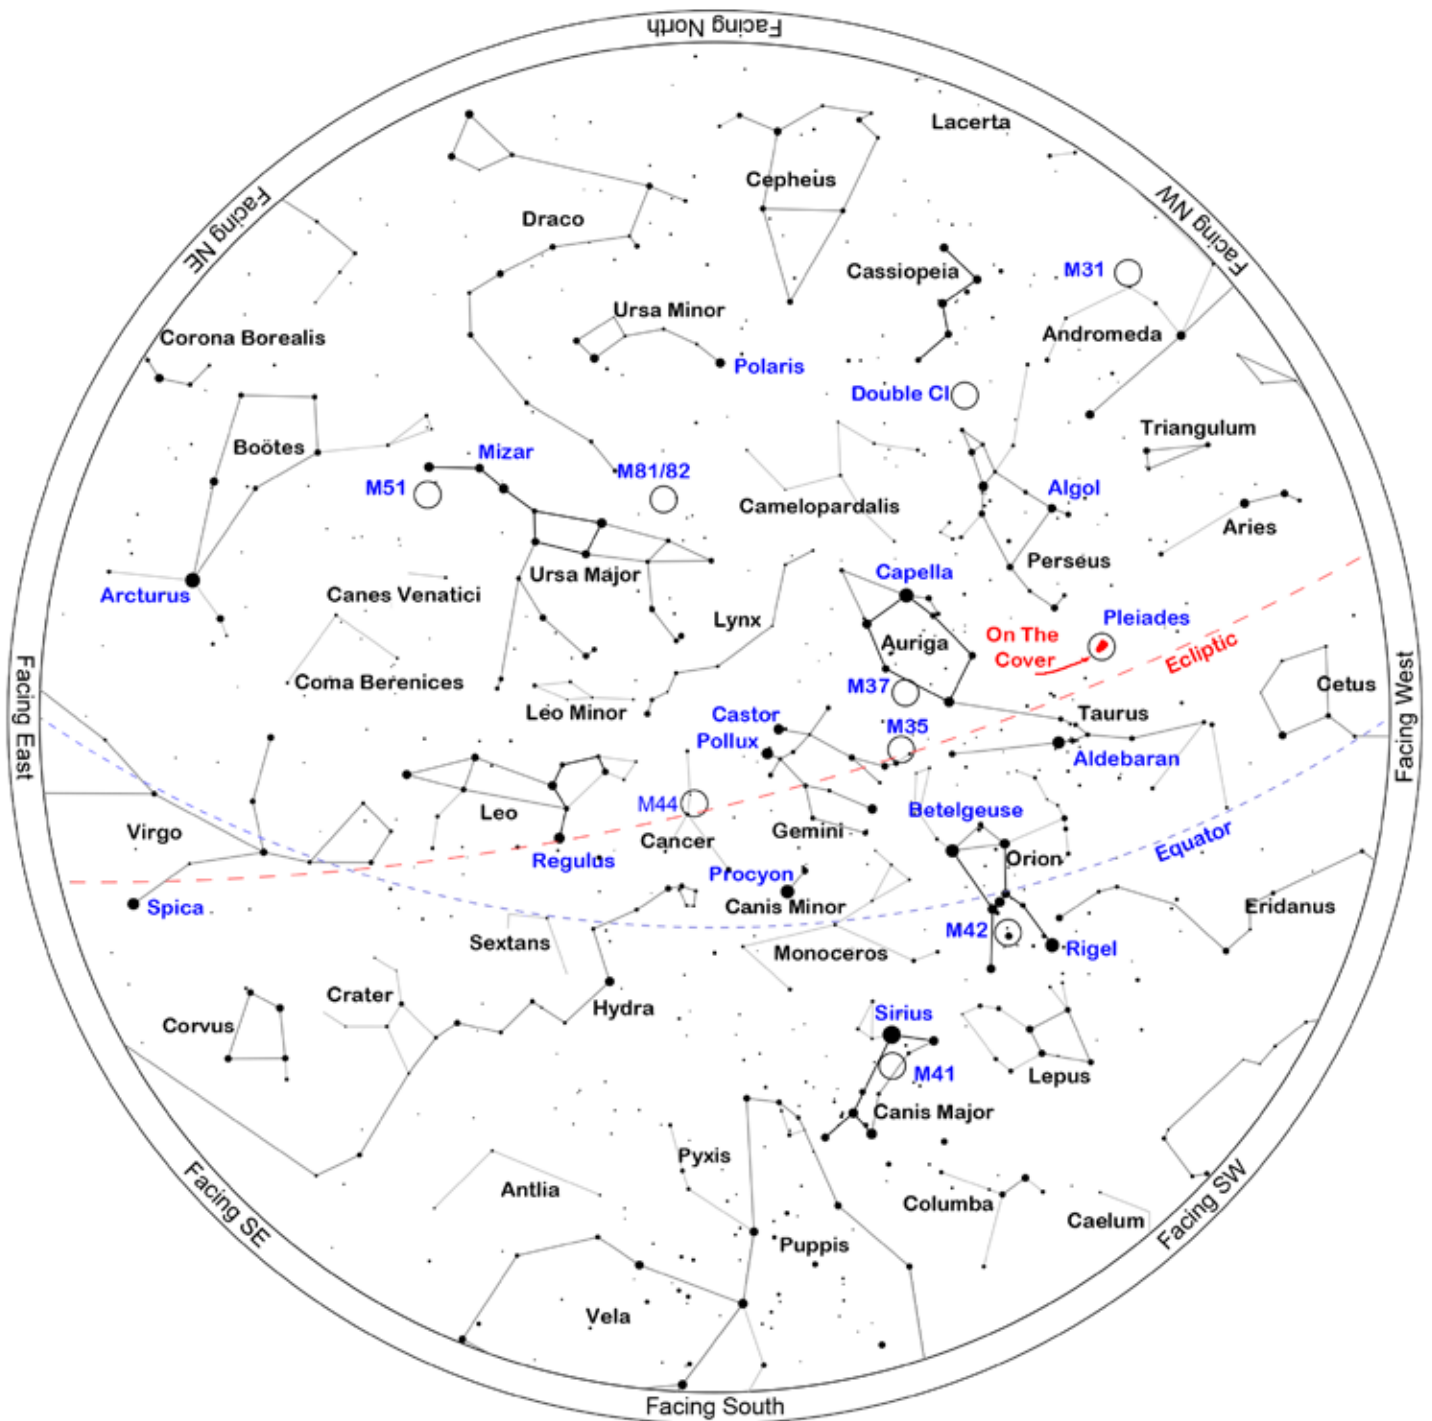 Facing North
Lacerta
Cepheus
Facing NE
Facing NW
Draco
Cassiopeia
M31
Ursa Minor
Corona Borealis
Andromeda
Polaris
Double Cl
Triangulum
Boötes
Mizar
M81/82
M51
Algol
Camelopardalis
Aries
Perseus
Capella
Ursa Major
Arcturus
Canes Venatici
Lynx
Pleiades
On The
Cover
Auriga
Ecliptic
Facing East
Coma Berenices
M37
Cetus
Facing West
Leo Minor
Castor
Taurus
M35
Pollux
Aldebaran
M44
Leo
Betelgeuse
Virgo
Gemini
Cancer
Equator
Regulus
Orion
Procyon
Spica
Canis Minor
Eridanus
M42
Sextans
Monoceros
Rigel
Crater
Hydra
Sirius
Corvus
M41
Lepus
Canis Major
Pyxis
Antlia
Columba
Facing SE
Caelum
Facing SW
Puppis
Vela
Facing South